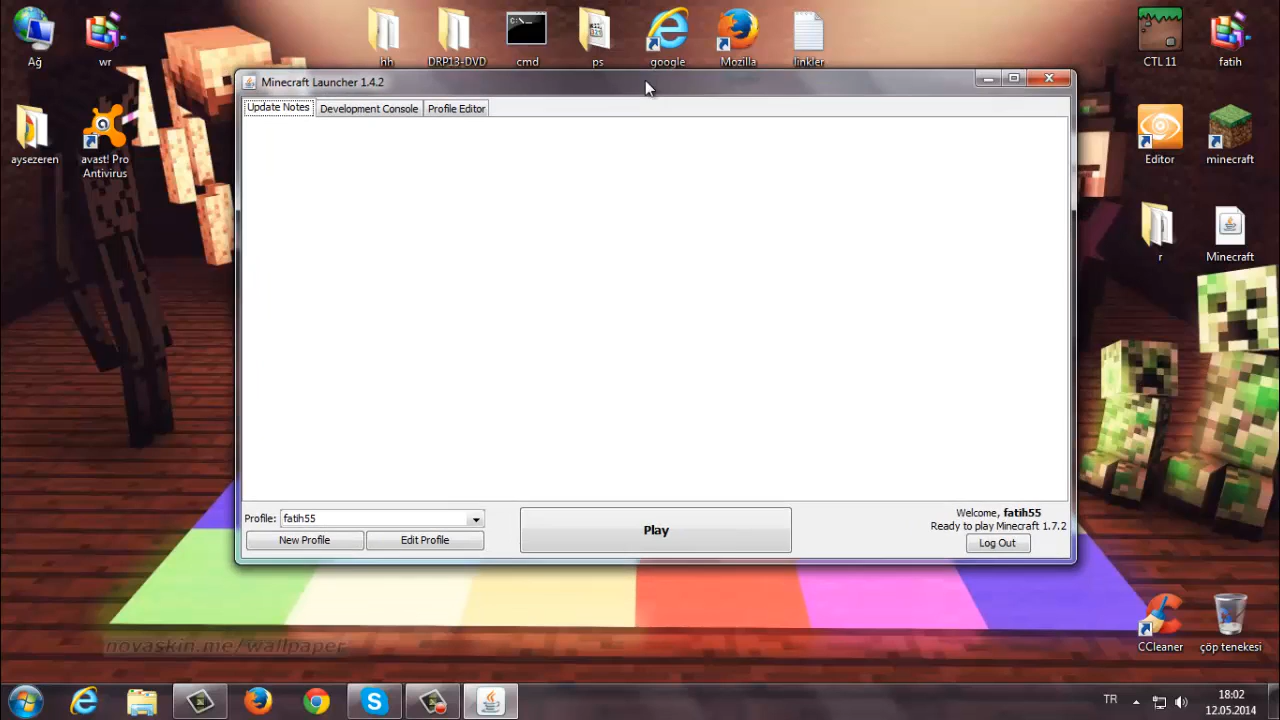 Ağ
wr
hh
DRP13-DVD
C:\
cmd
ps
google
Mozilla
linkler
CTL 11
fatih
Minecraft Launcher 1.4.2
Update Notes
Development Console
Profile Editor
aysezeren
avast! Pro
Antivirus
Editor
minecraft
r
Minecraft
Profile:
fatih55
New Profile
Edit Profile
Play
Welcome, fatih55
Ready to play Minecraft 1.7.2
Log Out
novaskin.me/wallpaper
CCleaner
çöp tenekesi
TR
18:02
12.05.2014